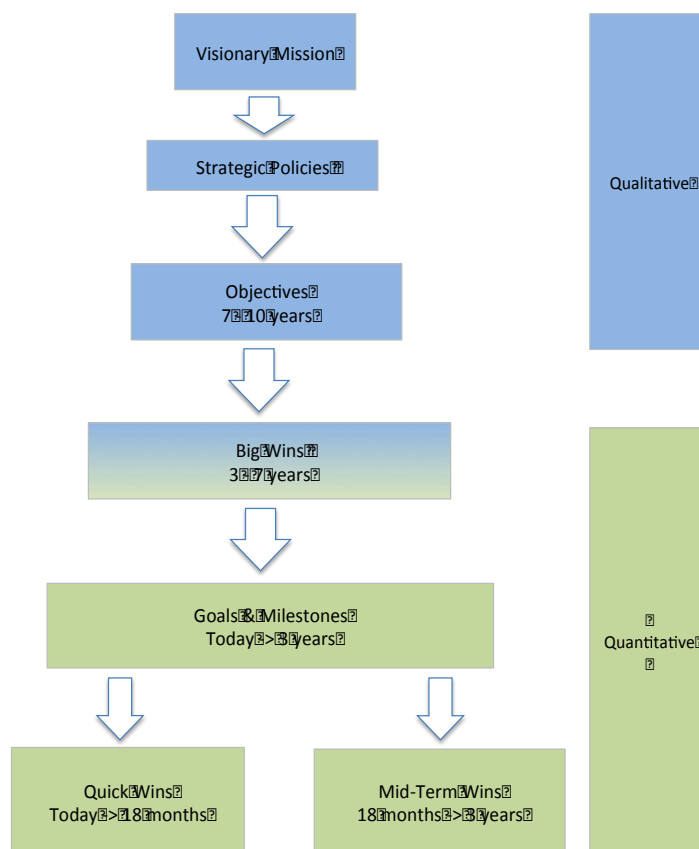 Visionary Mission
Qualitative
Strategic Policies
Objectives
7 - 10 years
Big Wins
3 - 7 years
Goals & Milestones
Today -> 3 years
Quantitative
Quick Wins
Today -> 18 months
Mid-Term Wins
18 months -> 3 years